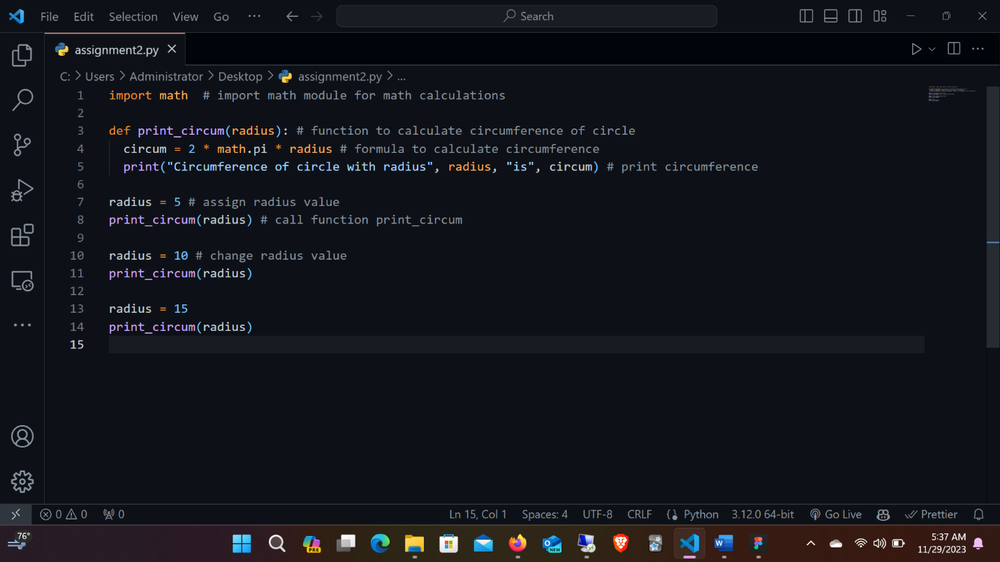 File Edit Selection View Go ··· Search
assignment2.py
C: > Users > Administrator > Desktop > assignment2.py > ...
1 import math  # import math module for math calculations
2
3 def print_circum(radius): # function to calculate circumference of circle
4   circum = 2 * math.pi * radius # formula to calculate circumference
5   print("Circumference of circle with radius", radius, "is", circum) # print circumference
6
7 radius = 5 # assign radius value
8 print_circum(radius) # call function print_circum
9
10 radius = 10 # change radius value
11 print_circum(radius)
12
13 radius = 15
14 print_circum(radius)
15
0 0 0 Ln 15, Col 1 Spaces: 4 UTF-8 CRLF Python 3.12.0 64-bit Go Live Prettier
76° PRE NEW W 5:37 AM
11/29/2023